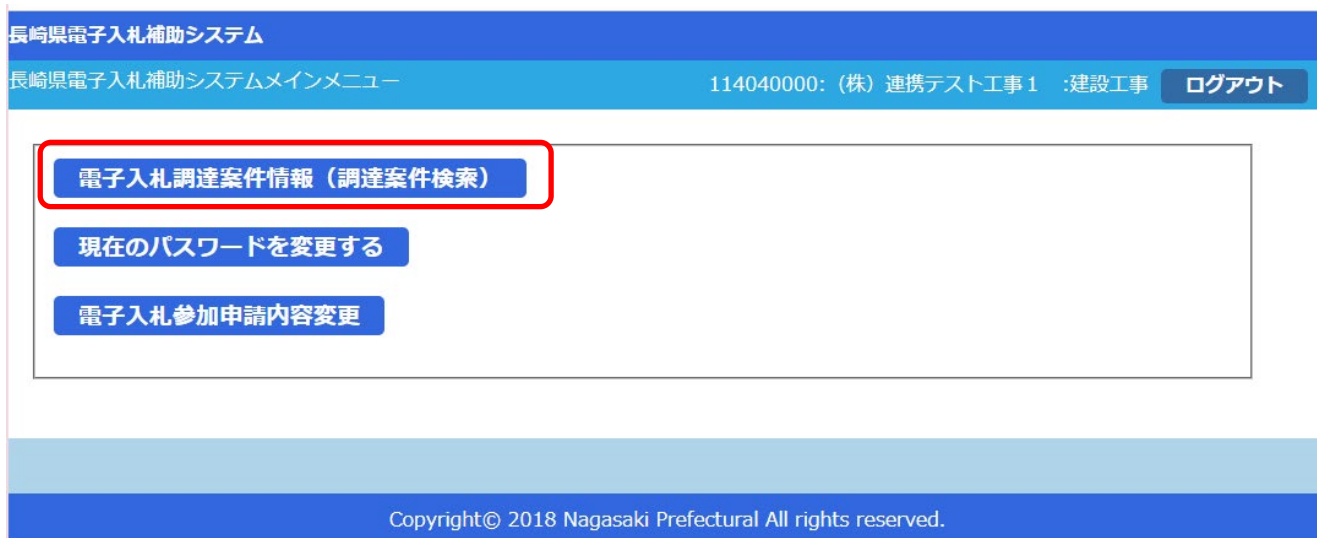 長崎県電子入札補助システム
長崎県電子入札補助システムメインメニュー 114040000:（株）連携テスト工事１ :建設工事 ログアウト
電子入札調達案件情報（調達案件検索）
現在のパスワードを変更する
電子入札参加申請内容変更
Copyright© 2018 Nagasaki Prefectural All rights reserved.